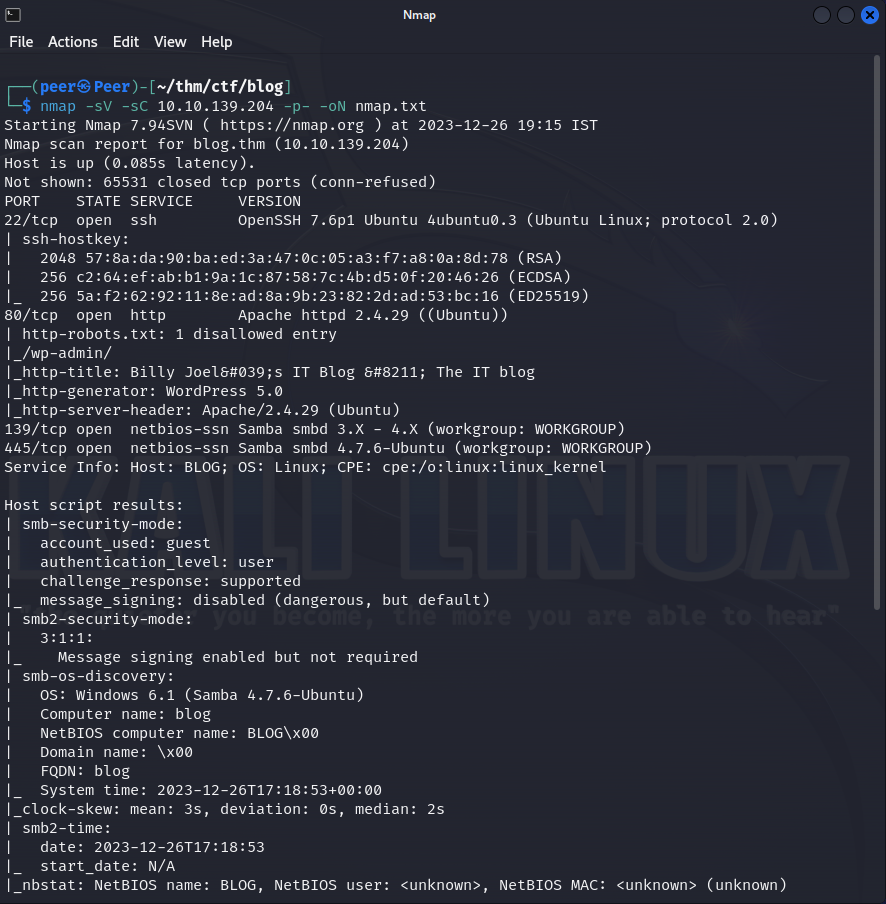 Nmap
File Actions Edit View Help
┌──(peer㉿Peer)-[~/thm/ctf/blog]
└─$ nmap -sV -sC 10.10.139.204 -p- -oN nmap.txt
Starting Nmap 7.94SVN ( https://nmap.org ) at 2023-12-26 19:15 IST
Nmap scan report for blog.thm (10.10.139.204)
Host is up (0.085s latency).
Not shown: 65531 closed tcp ports (conn-refused)
PORT    STATE SERVICE     VERSION
22/tcp  open  ssh         OpenSSH 7.6p1 Ubuntu 4ubuntu0.3 (Ubuntu Linux; protocol 2.0)
| ssh-hostkey:
|   2048 57:8a:da:90:ba:ed:3a:47:0c:05:a3:f7:a8:0a:8d:78 (RSA)
|   256 c2:64:ef:ab:b1:9a:1c:87:58:7c:4b:d5:0f:20:46:26 (ECDSA)
|_  256 5a:f2:62:92:11:8e:ad:8a:9b:23:82:2d:ad:53:bc:16 (ED25519)
80/tcp  open  http        Apache httpd 2.4.29 ((Ubuntu))
| http-robots.txt: 1 disallowed entry
|_/wp-admin/
|_http-title: Billy Joel&#039;s IT Blog &#8211; The IT blog
|_http-generator: WordPress 5.0
|_http-server-header: Apache/2.4.29 (Ubuntu)
139/tcp open  netbios-ssn Samba smbd 3.X - 4.X (workgroup: WORKGROUP)
445/tcp open  netbios-ssn Samba smbd 4.7.6-Ubuntu (workgroup: WORKGROUP)
Service Info: Host: BLOG; OS: Linux; CPE: cpe:/o:linux:linux_kernel
KALI LINUX
Host script results:
| smb-security-mode:
|   account_used: guest
|   authentication_level: user
|   challenge_response: supported
|_  message_signing: disabled (dangerous, but default)
you become, the more you are able to hear"
| smb2-security-mode:
|   3:1:1:
|_    Message signing enabled but not required
| smb-os-discovery:
|   OS: Windows 6.1 (Samba 4.7.6-Ubuntu)
|   Computer name: blog
|   NetBIOS computer name: BLOG\x00
|   Domain name: \x00
|   FQDN: blog
|_  System time: 2023-12-26T17:18:53+00:00
|_clock-skew: mean: 3s, deviation: 0s, median: 2s
| smb2-time:
|   date: 2023-12-26T17:18:53
|_  start_date: N/A
|_nbstat: NetBIOS name: BLOG, NetBIOS user: <unknown>, NetBIOS MAC: <unknown> (unknown)